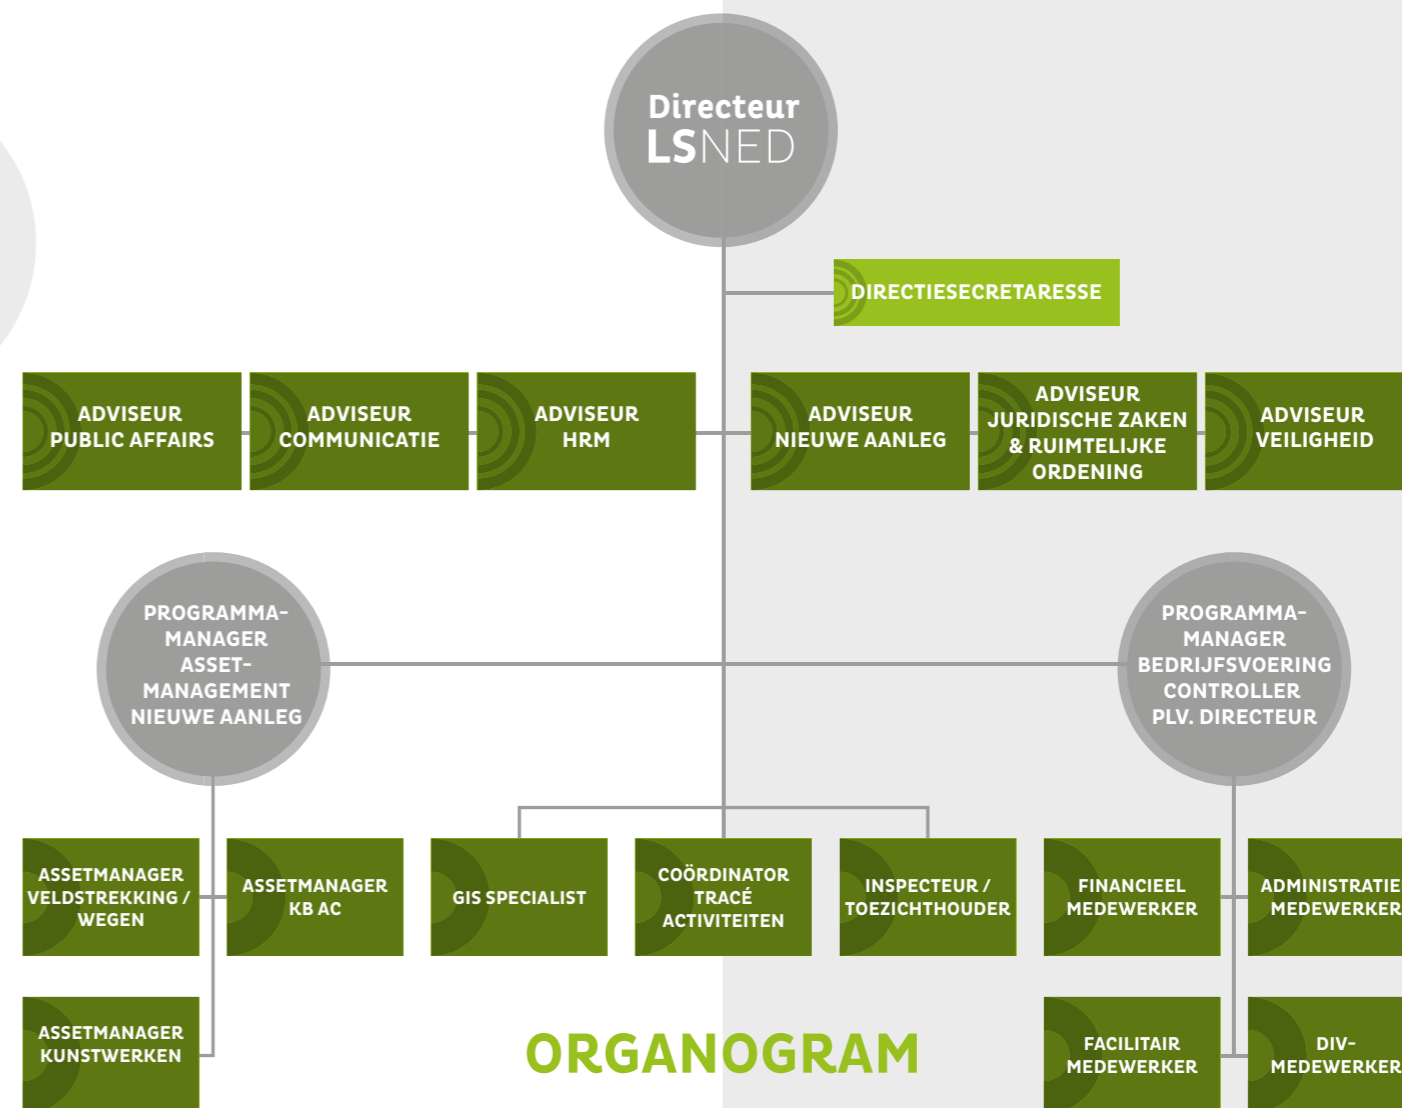 Directeur
LSNED
DIRECTIESECRETARESSE
ADVISEUR
PUBLIC AFFAIRS
ADVISEUR
COMMUNICATIE
ADVISEUR
HRM
ADVISEUR
NIEUWE AANLEG
ADVISEUR
JURIDISCHE ZAKEN
& RUIMTELIJKE
ORDENING
ADVISEUR
VEILIGHEID
PROGRAMMA-
MANAGER
ASSET-
MANAGEMENT
NIEUWE AANLEG
PROGRAMMA-
MANAGER
BEDRIJFSVOERING
CONTROLLER
PLV. DIRECTEUR
ASSETMANAGER
VELDSTREKKING /
WEGEN
ASSETMANAGER
KB AC
GIS SPECIALIST
COÖRDINATOR
TRACÉ
ACTIVITEITEN
INSPECTEUR /
TOEZICHTHOUDER
FINANCIEEL
MEDEWERKER
ADMINISTRATIE
MEDEWERKER
ASSETMANAGER
KUNSTWERKEN
FACILITAIR
MEDEWERKER
DIV-
MEDEWERKER
ORGANOGRAM